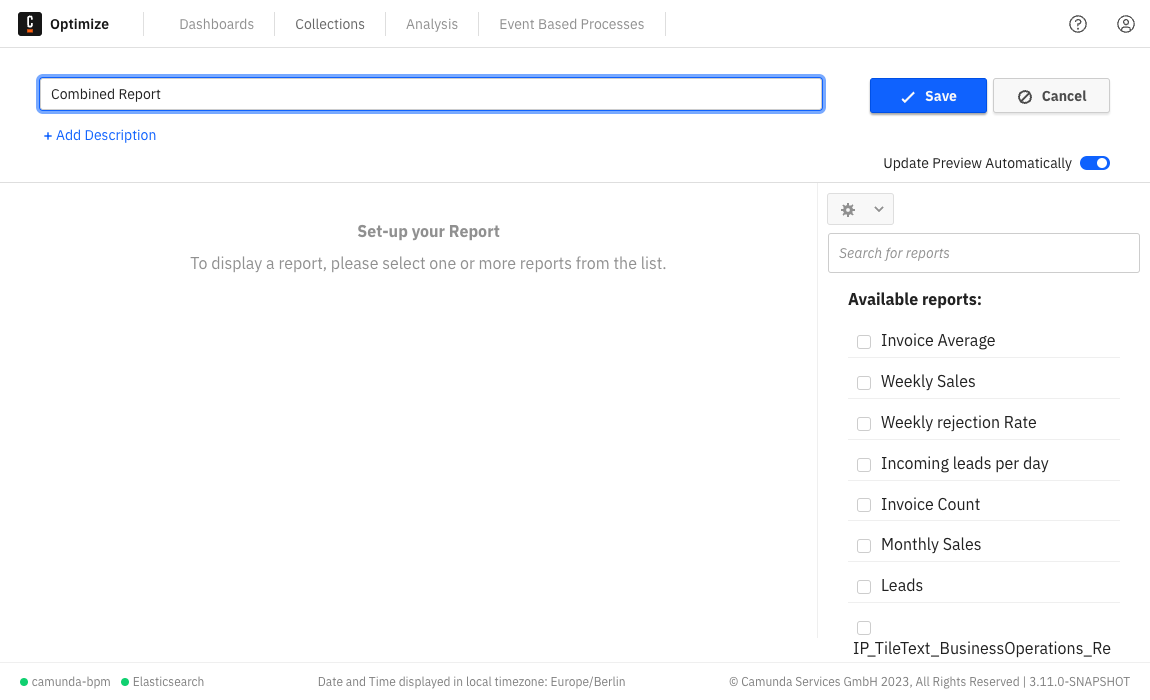 Optimize
Dashboards
Collections
Analysis
Event Based Processes
Combined Report
Save
Cancel
+ Add Description
Update Preview Automatically
Set-up your Report
To display a report, please select one or more reports from the list.
Search for reports
Available reports:
Invoice Average
Weekly Sales
Weekly rejection Rate
Incoming leads per day
Invoice Count
Monthly Sales
Leads
IP_TileText_BusinessOperations_Re
camunda-bpm
Elasticsearch
Date and Time displayed in local timezone: Europe/Berlin
© Camunda Services GmbH 2023, All Rights Reserved | 3.11.0-SNAPSHOT